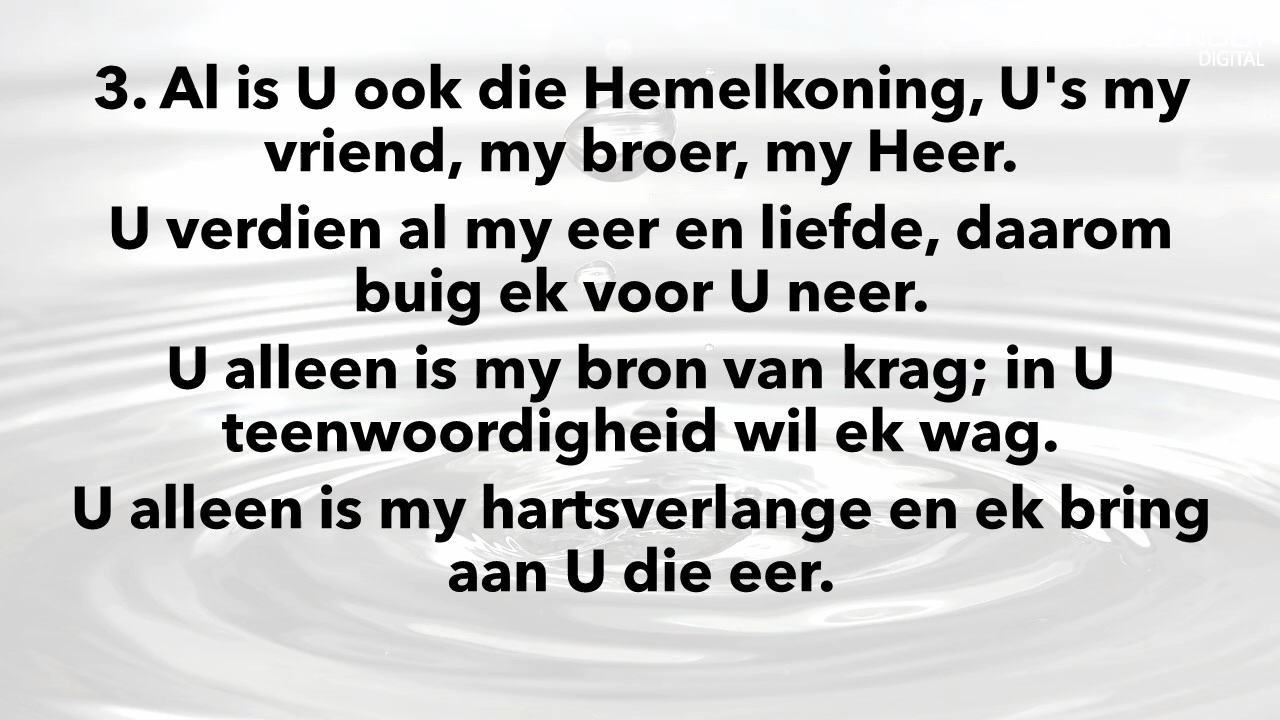 DIGITAL
3. Al is U ook die Hemelkoning, U's my
vriend, my broer, my Heer.
U verdien al my eer en liefde, daarom
buig ek voor U neer.
U alleen is my bron van krag; in U
teenwoordigheid wil ek wag.
U alleen is my hartsverlange en ek bring
aan U die eer.